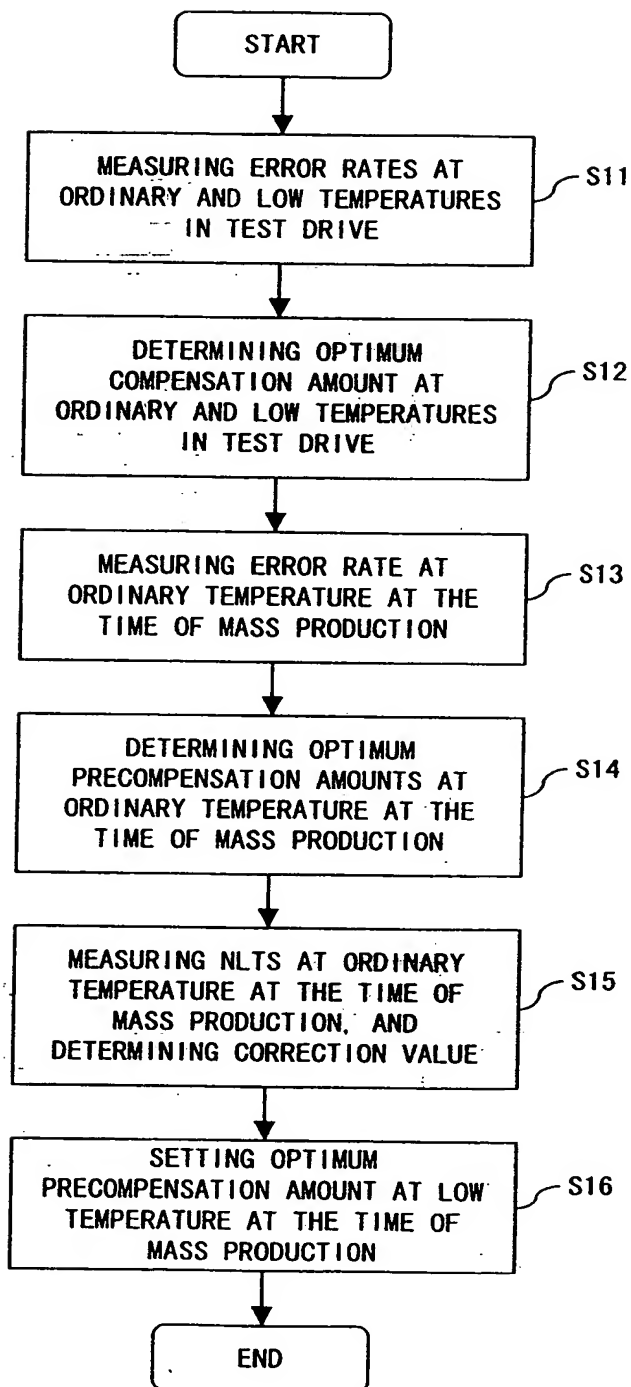 START
MEASURING ERROR RATES AT
ORDINARY AND LOW TEMPERATURES
IN TEST DRIVE
S11
DETERMINING OPTIMUM
COMPENSATION AMOUNT AT
ORDINARY AND LOW TEMPERATURES
IN TEST DRIVE
S12
MEASURING ERROR RATE AT
ORDINARY TEMPERATURE AT THE
TIME OF MASS PRODUCTION
S13
DETERMINING OPTIMUM
PRECOMPENSATION AMOUNTS AT
ORDINARY TEMPERATURE AT THE
TIME OF MASS PRODUCTION
S14
MEASURING NLTS AT ORDINARY
TEMPERATURE AT THE TIME OF
MASS PRODUCTION, AND
DETERMINING CORRECTION VALUE
S15
SETTING OPTIMUM
PRECOMPENSATION AMOUNT AT LOW
TEMPERATURE AT THE TIME OF
MASS PRODUCTION
S16
END